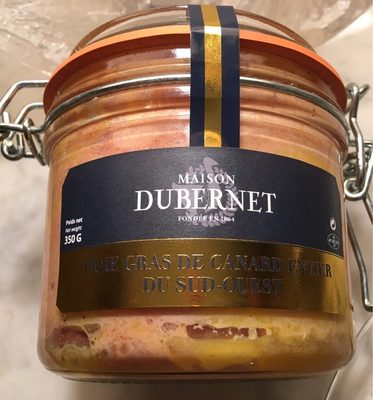 MAISON
DUBERNET
FONDÉE EN 1864
Poids net
Net weight
350 G
FOIE GRAS DE CANARD ENTIER
DU SUD-OUEST